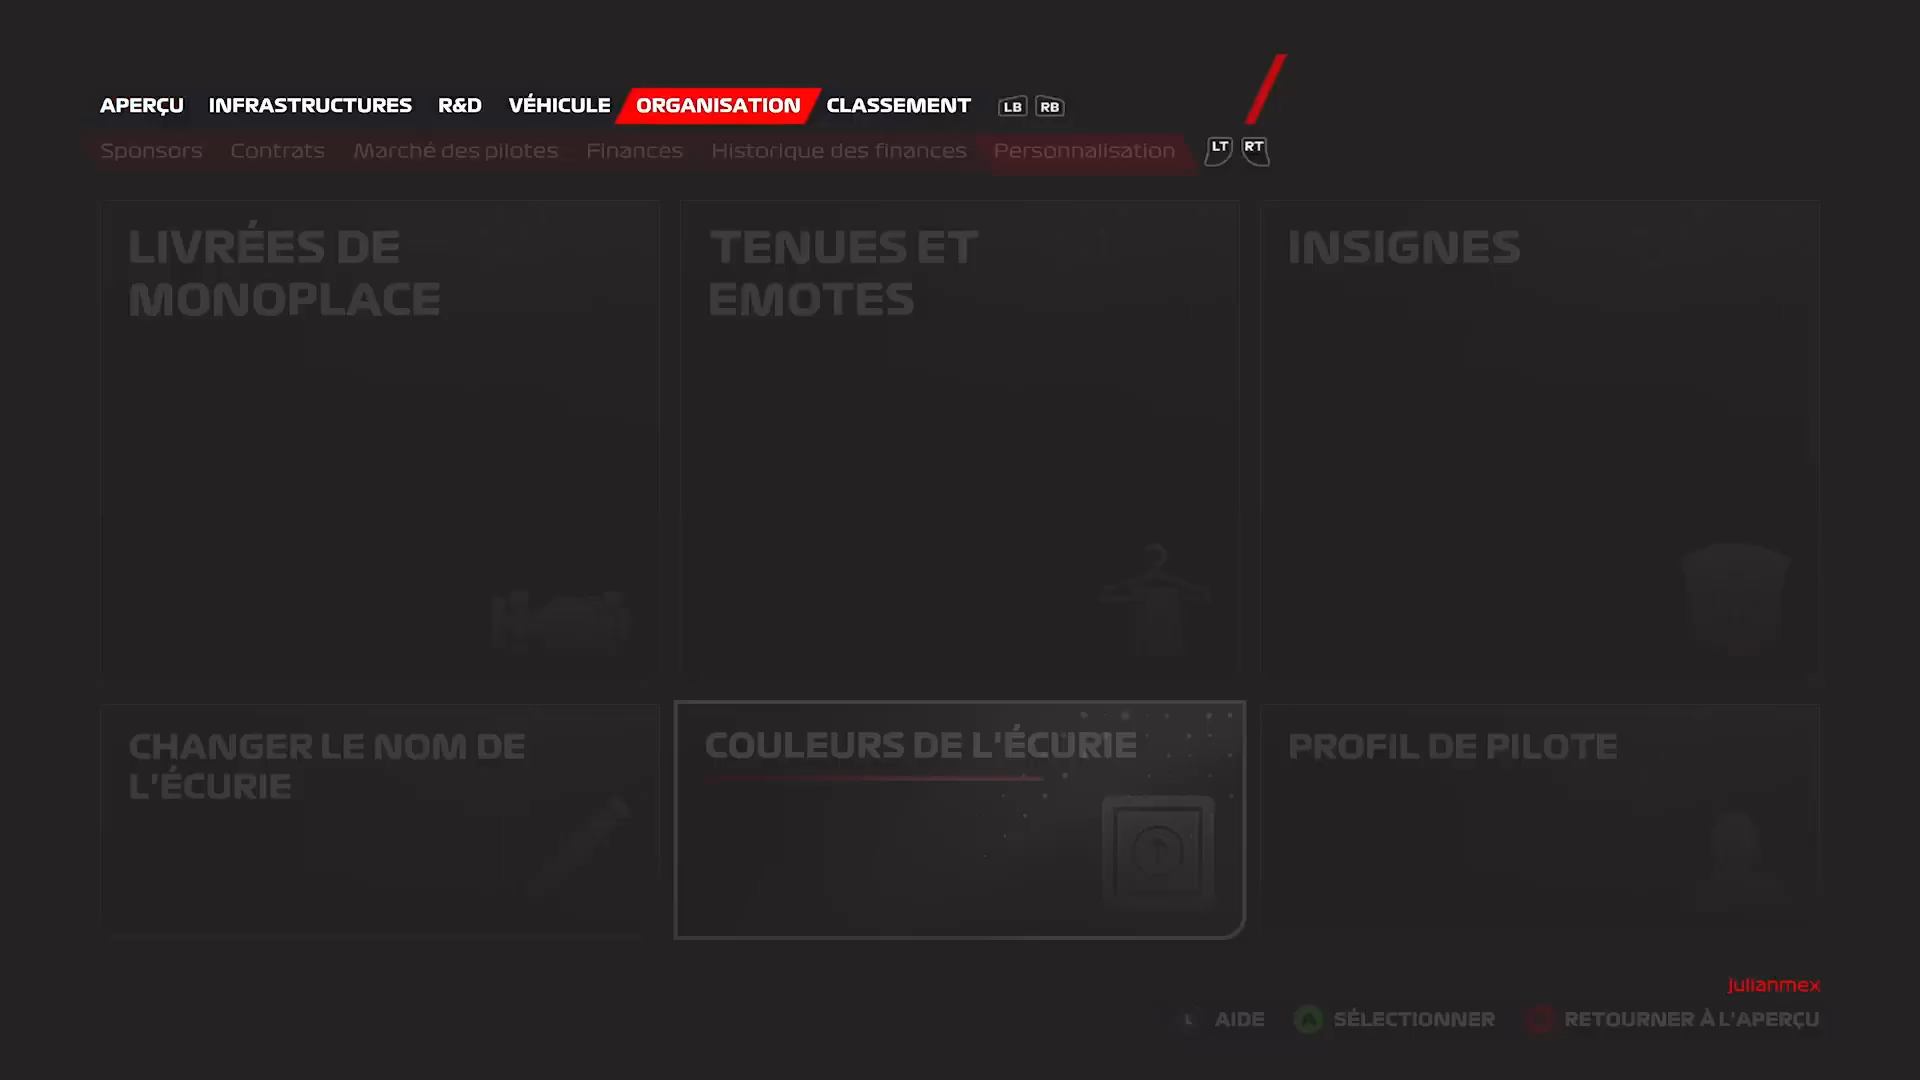 APERÇU INFRASTRUCTURES R&D VÉHICULE ORGANISATION CLASSEMENT LB RB
Sponsors Contrats Marché des pilotes Finances Historique des finances Personnalisation LT RT
LIVRÉES DE
MONOPLACE
TENUES ET
EMOTES
INSIGNES
CHANGER LE NOM DE
L'ÉCURIE
COULEURS DE L'ÉCURIE
PROFIL DE PILOTE
julianmex
L AIDE A SÉLECTIONNER RETOURNER À L'APERÇU